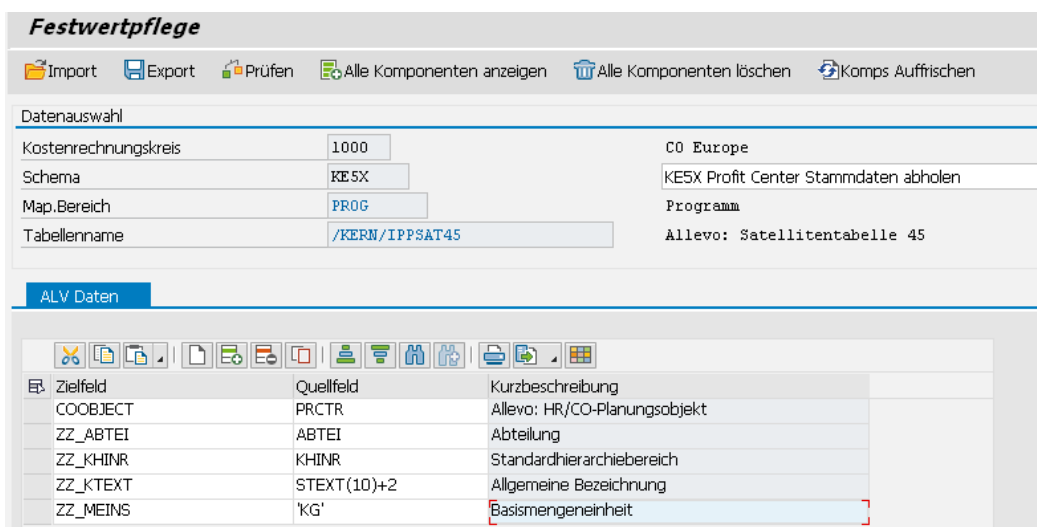 Festwertpflege
Import Export Prüfen Alle Komponenten anzeigen Alle Komponenten löschen Komps Auffrischen
Datenauswahl
Kostenrechnungskreis 1000 CO Europe
Schema KE5X KE5X Profit Center Stammdaten abholen
Map.Bereich PROG Programm
Tabellenname /KERN/IPPSAT45 Allevo: Satellitentabelle 45
ALV Daten
Zielfeld Quellfeld Kurzbeschreibung
COOBJECT PRCTR Allevo: HR/CO-Planungsobjekt
ZZ_ABTEI ABTEI Abteilung
ZZ_KHINR KHINR Standardhierarchiebereich
ZZ_KTEXT STEXT(10)+2 Allgemeine Bezeichnung
ZZ_MEINS 'KG' Basismengeneinheit